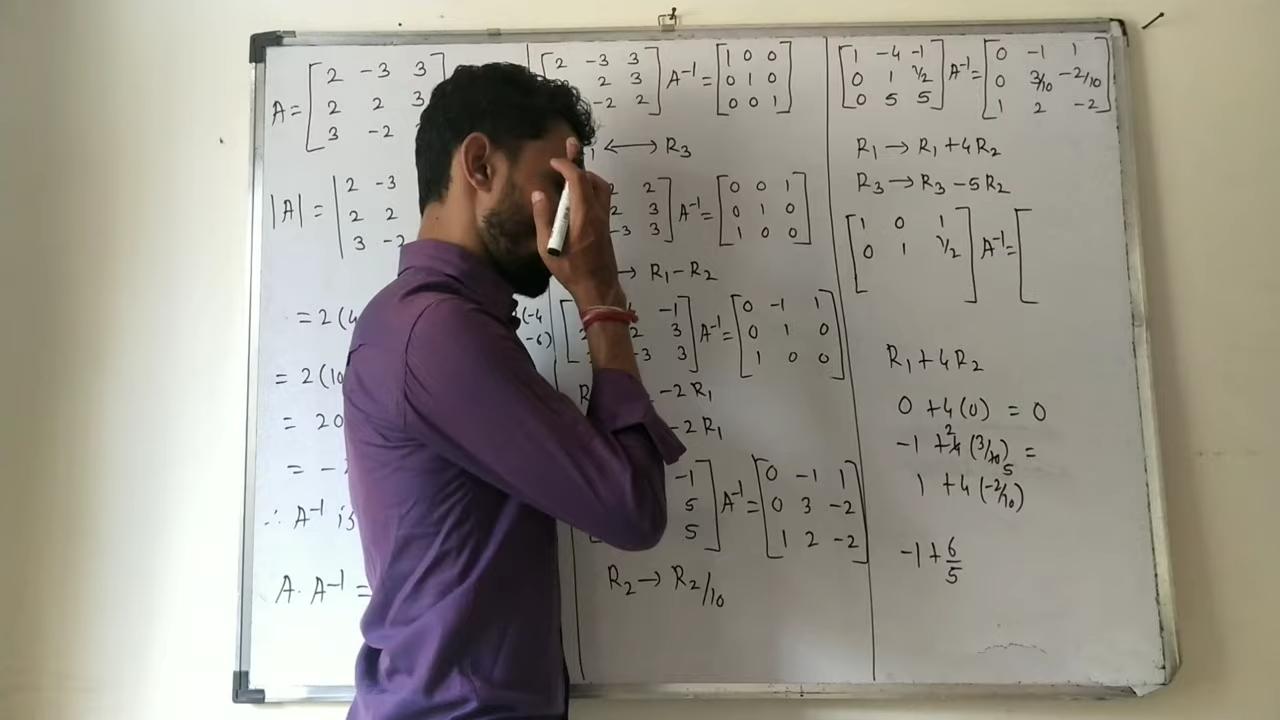 A = [ 2 -3 3
2 2 3
3 -2
|A| = | 2 -3
2 2
3 -2
= 2(4
(-4
-6)
= 2(10
= 20
= -
∴ A⁻¹ is
A. A⁻¹ =
[ 2 -3 3 ] [ 1 0 0 ]
2 3 ] A⁻¹ = [ 0 1 0 ]
-2 2 ] [ 0 0 1 ]
R₁ ⟷ R₃
2 2 ] [ 0 0 1 ]
2 3 ] A⁻¹ = [ 0 1 0 ]
-3 3 ] [ 1 0 0 ]
→ R₁ - R₂
-1 ] [ 0 -1 1 ]
2 2 3 ] A⁻¹ = [ 0 1 0 ]
-3 3 ] [ 1 0 0 ]
R -2R₁
-2R₁
-1 ] [ 0 -1 1 ]
5 ] A⁻¹ = [ 0 3 -2 ]
5 ] [ 1 2 -2 ]
R₂ → R₂/10
[ 1 -4 -1 ] [ 0 -1 1 ]
[ 0 1 1/2 ] A⁻¹ = [ 0 3/10 -2/10 ]
[ 0 5 5 ] [ 1 2 -2 ]
R₁ → R₁ + 4R₂
R₃ → R₃ - 5R₂
[ 1 0 1 ]
[ 0 1 1/2 ] A⁻¹ = [
R₁ + 4R₂
0 + 4(0) = 0
-1 + 4 2 (3/10 5) =
1 + 4(-2/10)
-1 + 6/5